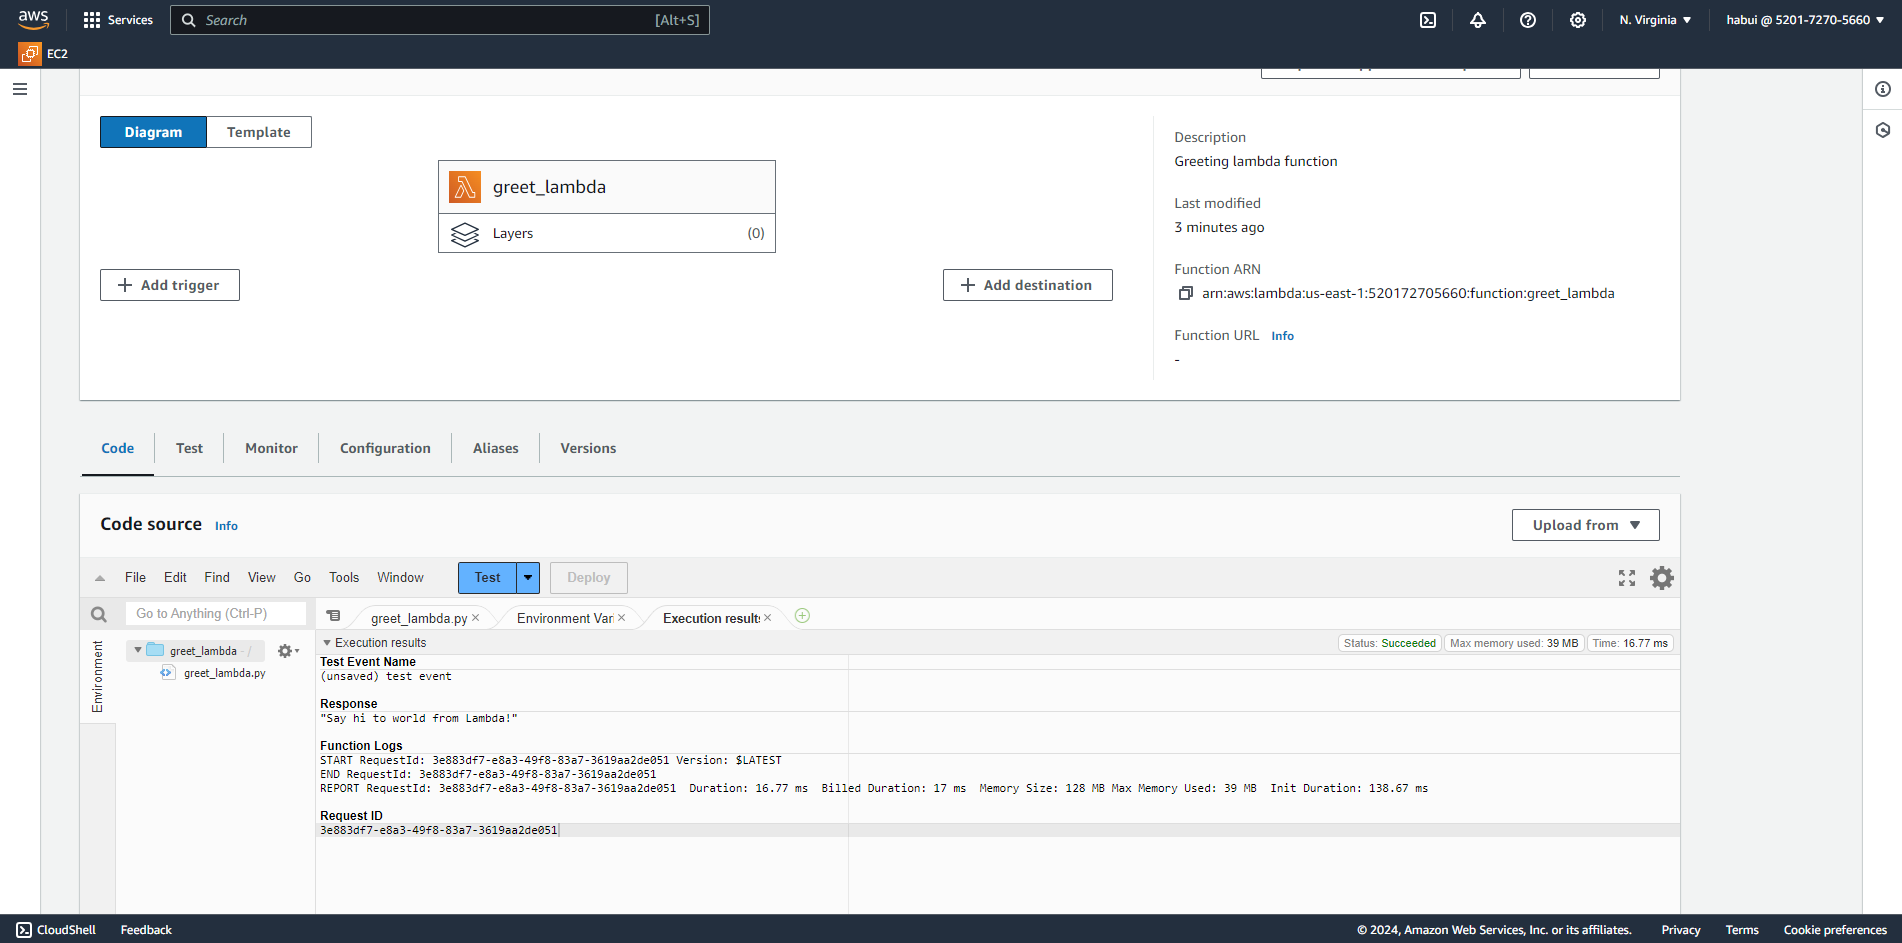 aws
Services
Search
[Alt+S]
N. Virginia
habui @ 5201-7270-5660
EC2
Diagram
Template
greet_lambda
Layers
(0)
Add trigger
Add destination
Description
Greeting lambda function
Last modified
3 minutes ago
Function ARN
arn:aws:lambda:us-east-1:520172705660:function:greet_lambda
Function URL Info
-
Code
Test
Monitor
Configuration
Aliases
Versions
Code source Info
Upload from
File Edit Find View Go Tools Window
Test
Deploy
Go to Anything (Ctrl-P)
greet_lambda.py
Environment Vari
Execution results
Environment
greet_lambda - /
greet_lambda.py
Execution results
Status: Succeeded
Max memory used: 39 MB
Time: 16.77 ms
Test Event Name
(unsaved) test event
Response
"Say hi to world from Lambda!"
Function Logs
START RequestId: 3e883df7-e8a3-49f8-83a7-3619aa2de051 Version: $LATEST
END RequestId: 3e883df7-e8a3-49f8-83a7-3619aa2de051
REPORT RequestId: 3e883df7-e8a3-49f8-83a7-3619aa2de051 Duration: 16.77 ms Billed Duration: 17 ms Memory Size: 128 MB Max Memory Used: 39 MB Init Duration: 138.67 ms
Request ID
3e883df7-e8a3-49f8-83a7-3619aa2de051
CloudShell
Feedback
© 2024, Amazon Web Services, Inc. or its affiliates.
Privacy
Terms
Cookie preferences